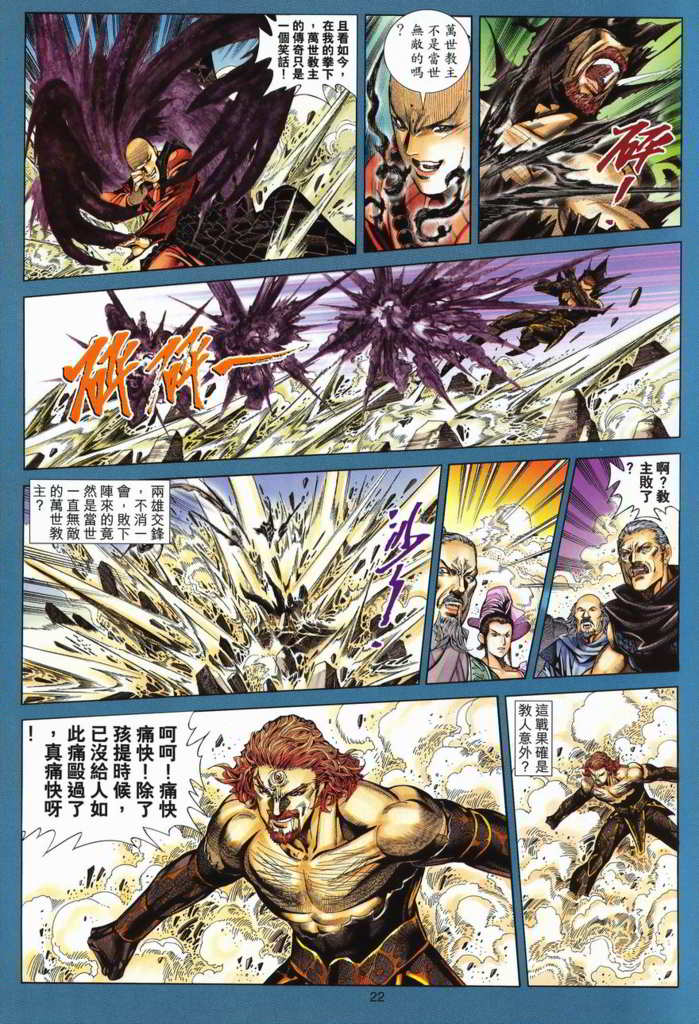 萬世教主
不是當世
無敵的嗎
？
砰！
且看如今，
在我的拳下
，萬世教主
的傳奇只是
一個笑話！
砰砰一
啊？教
主敗了
？
沙！
兩雄交鋒
，不消一
會，敗下
陣來的竟
然是當世
一直無敵
的萬世教
主？
這戰果確是
教人意外？
呵呵！痛快
痛快！除了
孩提時候，
已沒給人如
此痛毆過了
，真痛快呀
！
22